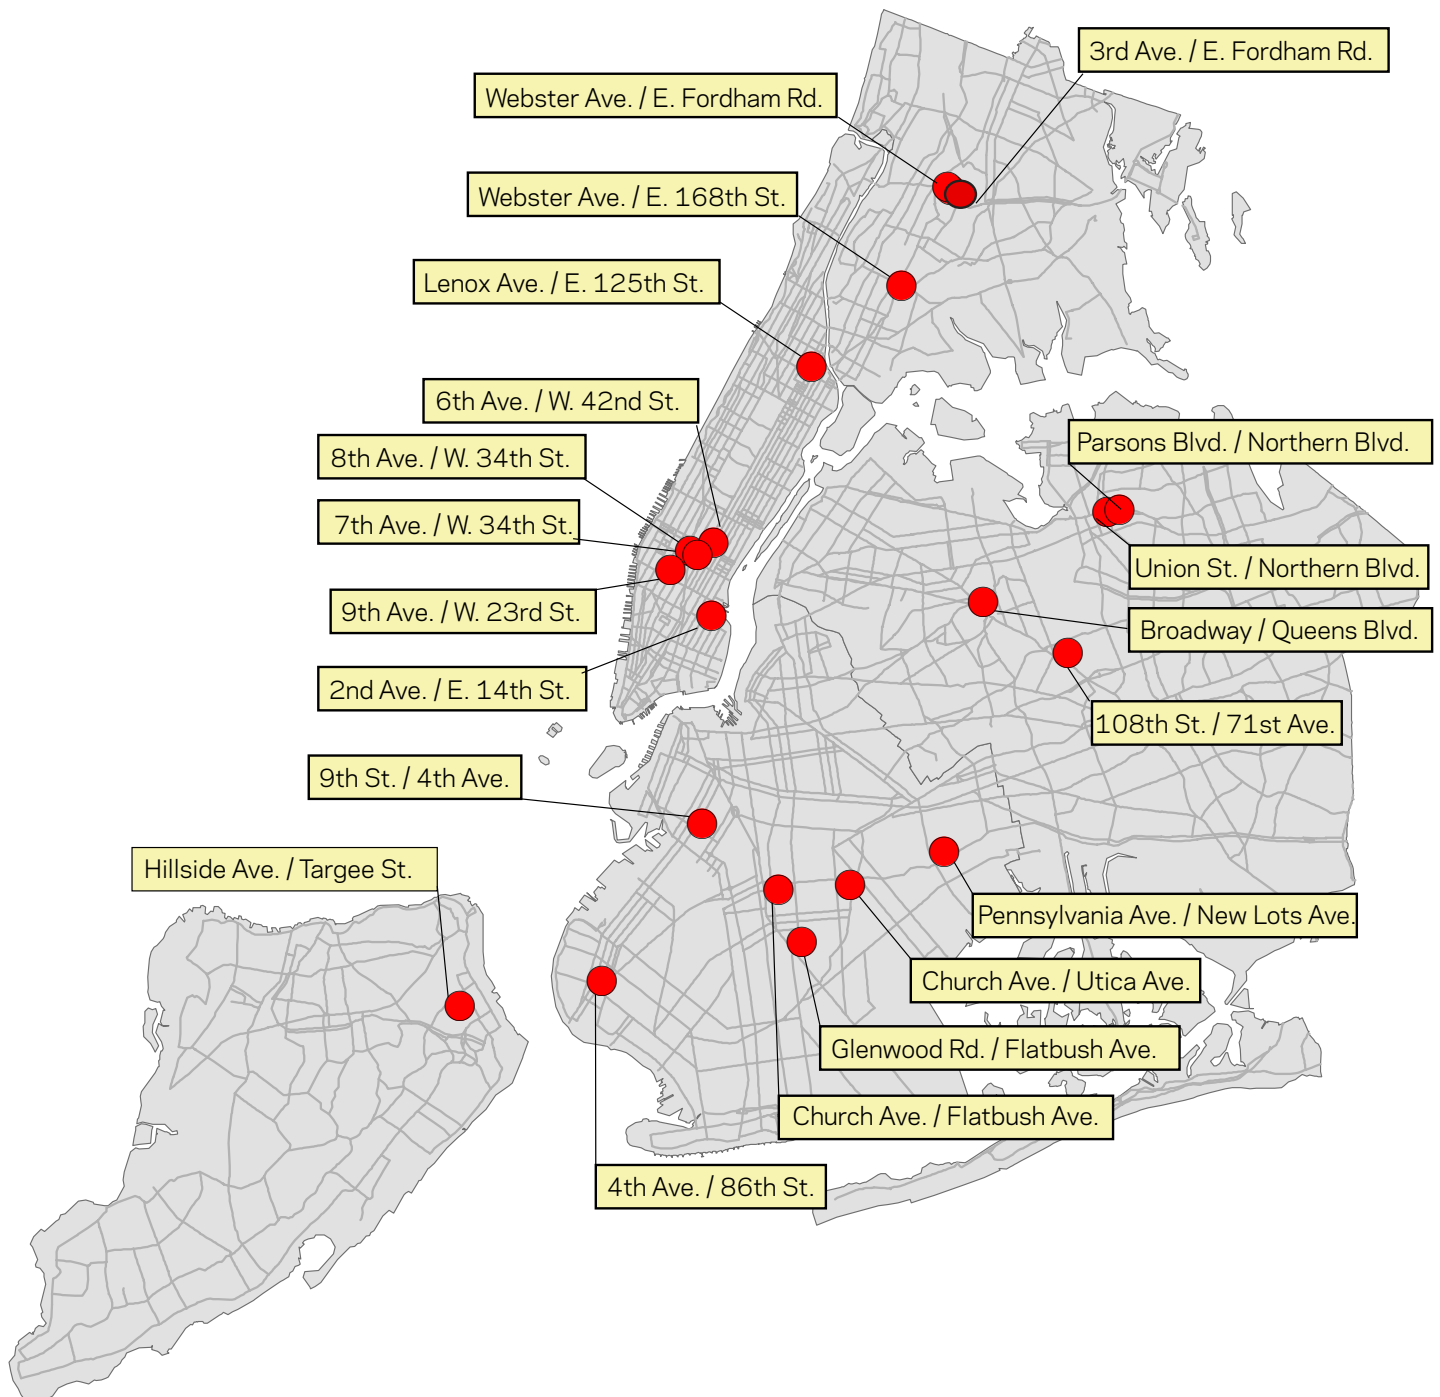 3rd Ave. / E. Fordham Rd.
Webster Ave. / E. Fordham Rd.
Webster Ave. / E. 168th St.
Lenox Ave. / E. 125th St.
6th Ave. / W. 42nd St.
8th Ave. / W. 34th St.
Parsons Blvd. / Northern Blvd.
7th Ave. / W. 34th St.
Union St. / Northern Blvd.
9th Ave. / W. 23rd St.
Broadway / Queens Blvd.
2nd Ave. / E. 14th St.
108th St. / 71st Ave.
9th St. / 4th Ave.
Hillside Ave. / Targee St.
Pennsylvania Ave. / New Lots Ave.
Church Ave. / Utica Ave.
Glenwood Rd. / Flatbush Ave.
Church Ave. / Flatbush Ave.
4th Ave. / 86th St.